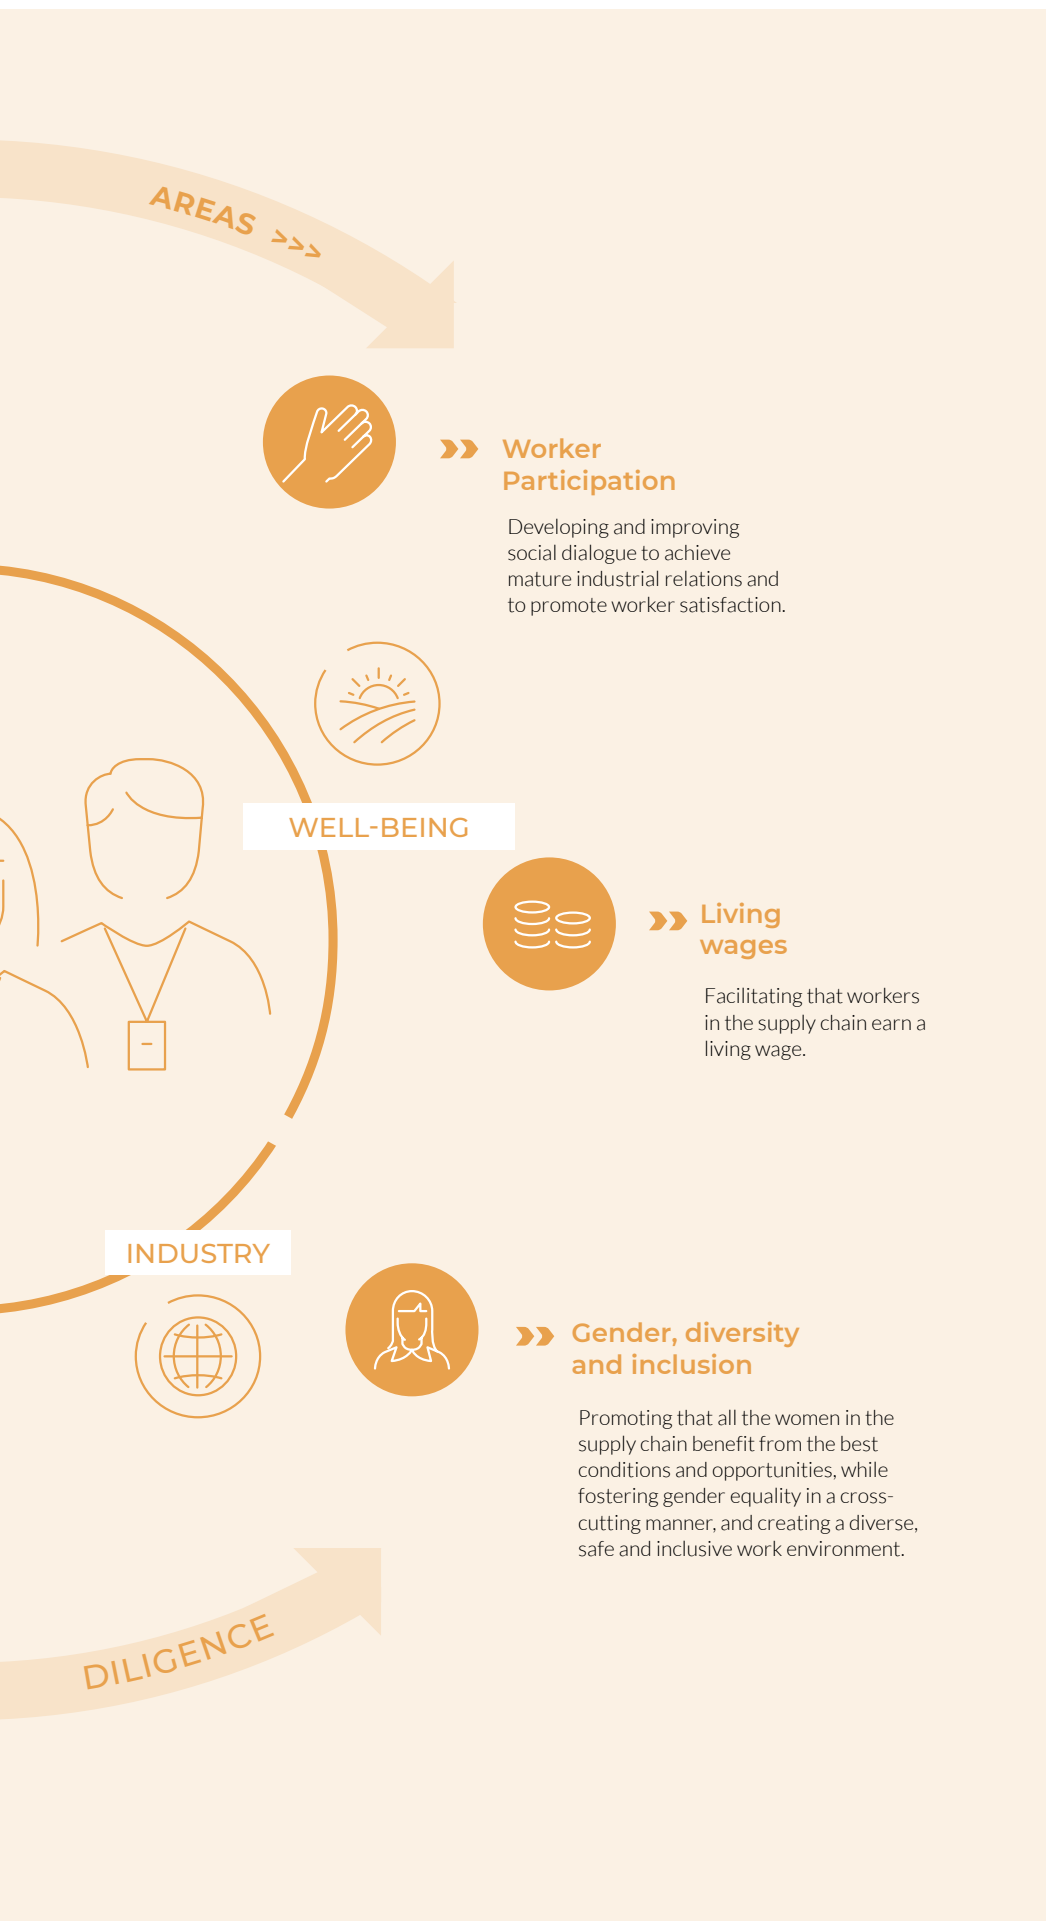 AREAS >>>
Worker
Participation
Developing and improving
social dialogue to achieve
mature industrial relations and
to promote worker satisfaction.
WELL-BEING
Living
wages
Facilitating that workers
in the supply chain earn a
living wage.
INDUSTRY
Gender, diversity
and inclusion
Promoting that all the women in the
supply chain benefit from the best
conditions and opportunities, while
fostering gender equality in a cross-
cutting manner, and creating a diverse,
safe and inclusive work environment.
DILIGENCE